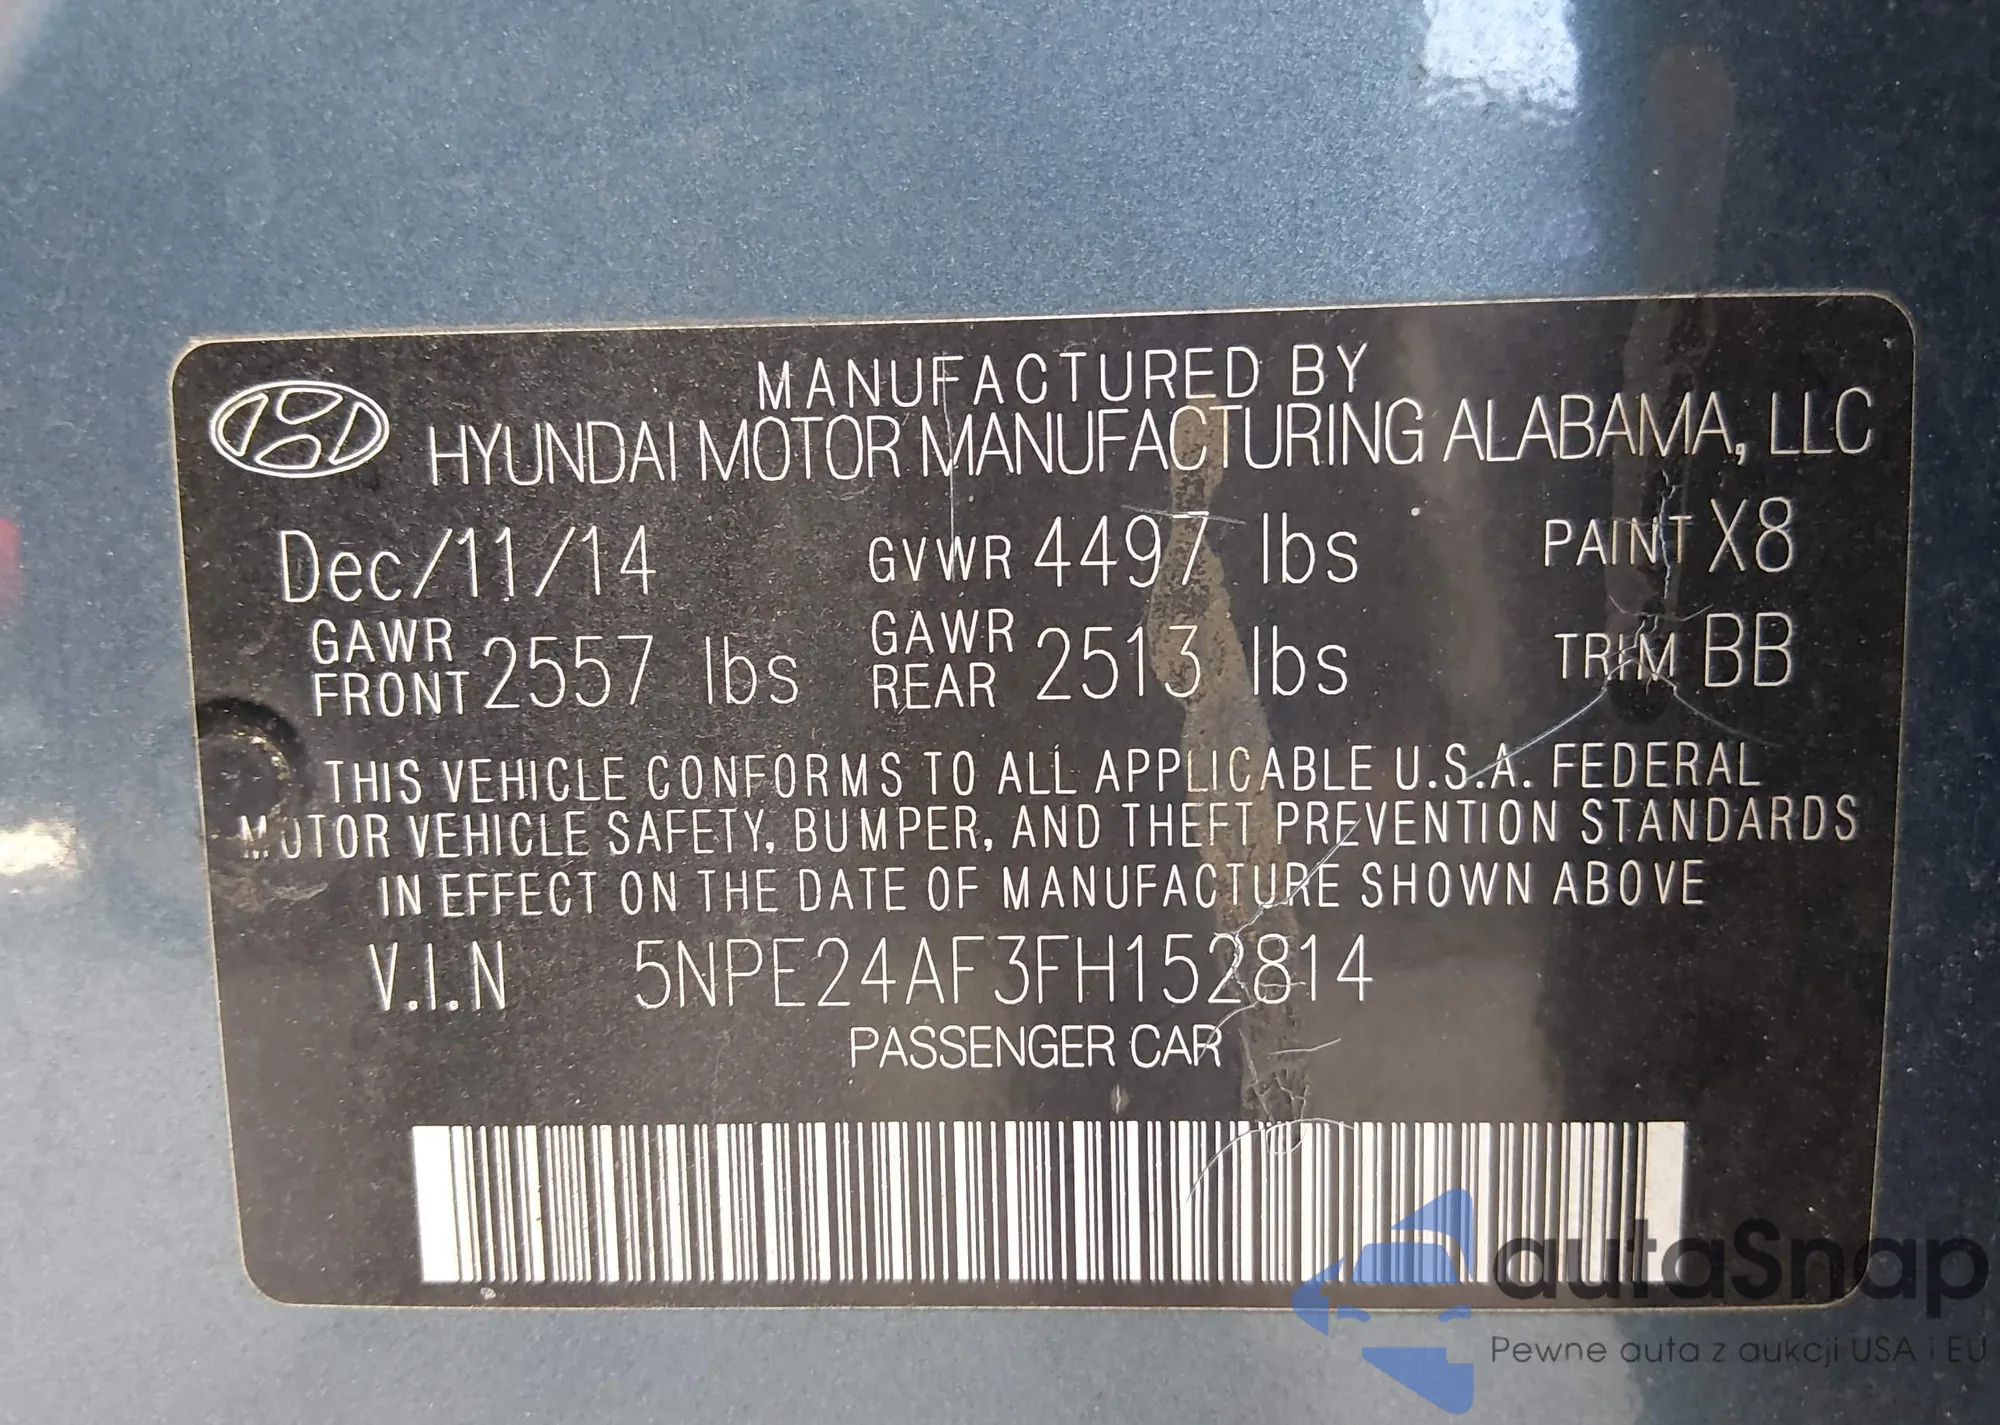 MANUFACTURED BY
HYUNDAI MOTOR MANUFACTURING ALABAMA, LLC
Dec/11/14 GVWR 4497 lbs PAINT X8
GAWR FRONT 2557 lbs GAWR REAR 2513 lbs TRIM BB
THIS VEHICLE CONFORMS TO ALL APPLICABLE U.S.A. FEDERAL
MOTOR VEHICLE SAFETY, BUMPER, AND THEFT PREVENTION STANDARDS
IN EFFECT ON THE DATE OF MANUFACTURE SHOWN ABOVE
V.I.N 5NPE24AF3FH152814
PASSENGER CAR
autaSnap
Pewne auta z aukcji USA i EU